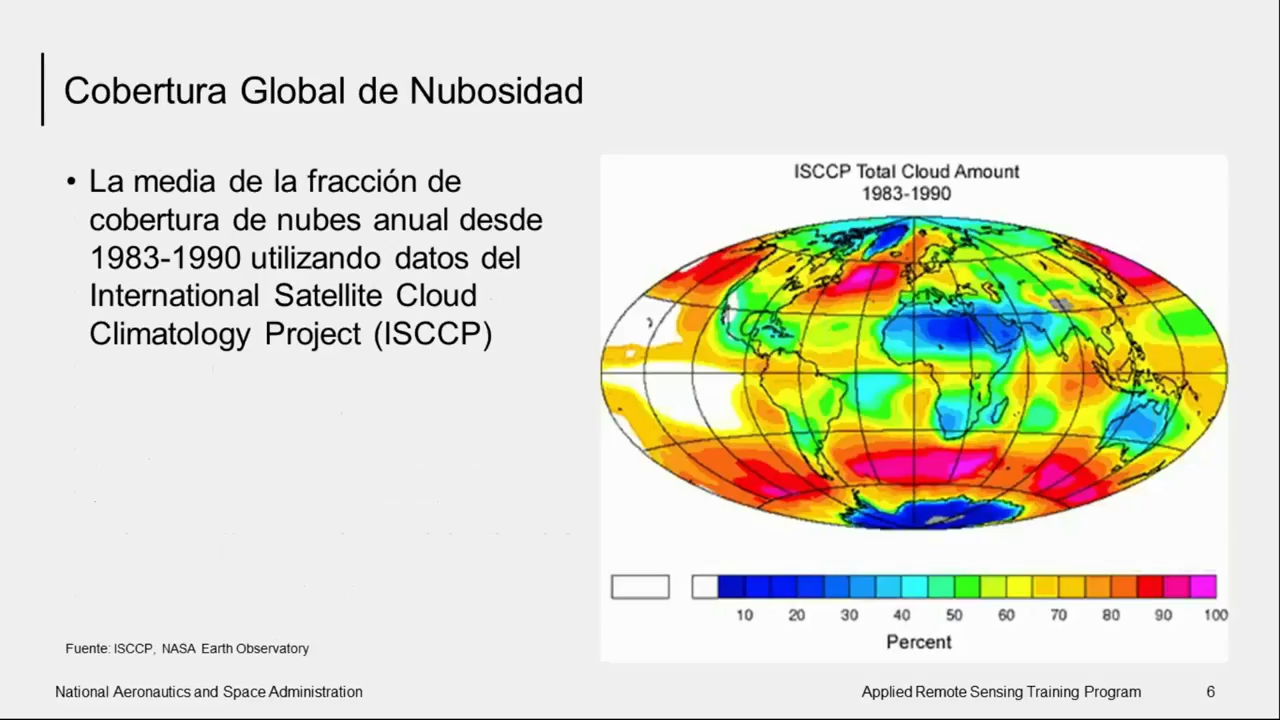 Cobertura Global de Nubosidad
• La media de la fracción de
cobertura de nubes anual desde
1983-1990 utilizando datos del
International Satellite Cloud
Climatology Project (ISCCP)
ISCCP Total Cloud Amount
1983-1990
10 20 30 40 50 60 70 80 90 100
Percent
Fuente: ISCCP, NASA Earth Observatory
National Aeronautics and Space Administration
Applied Remote Sensing Training Program
6